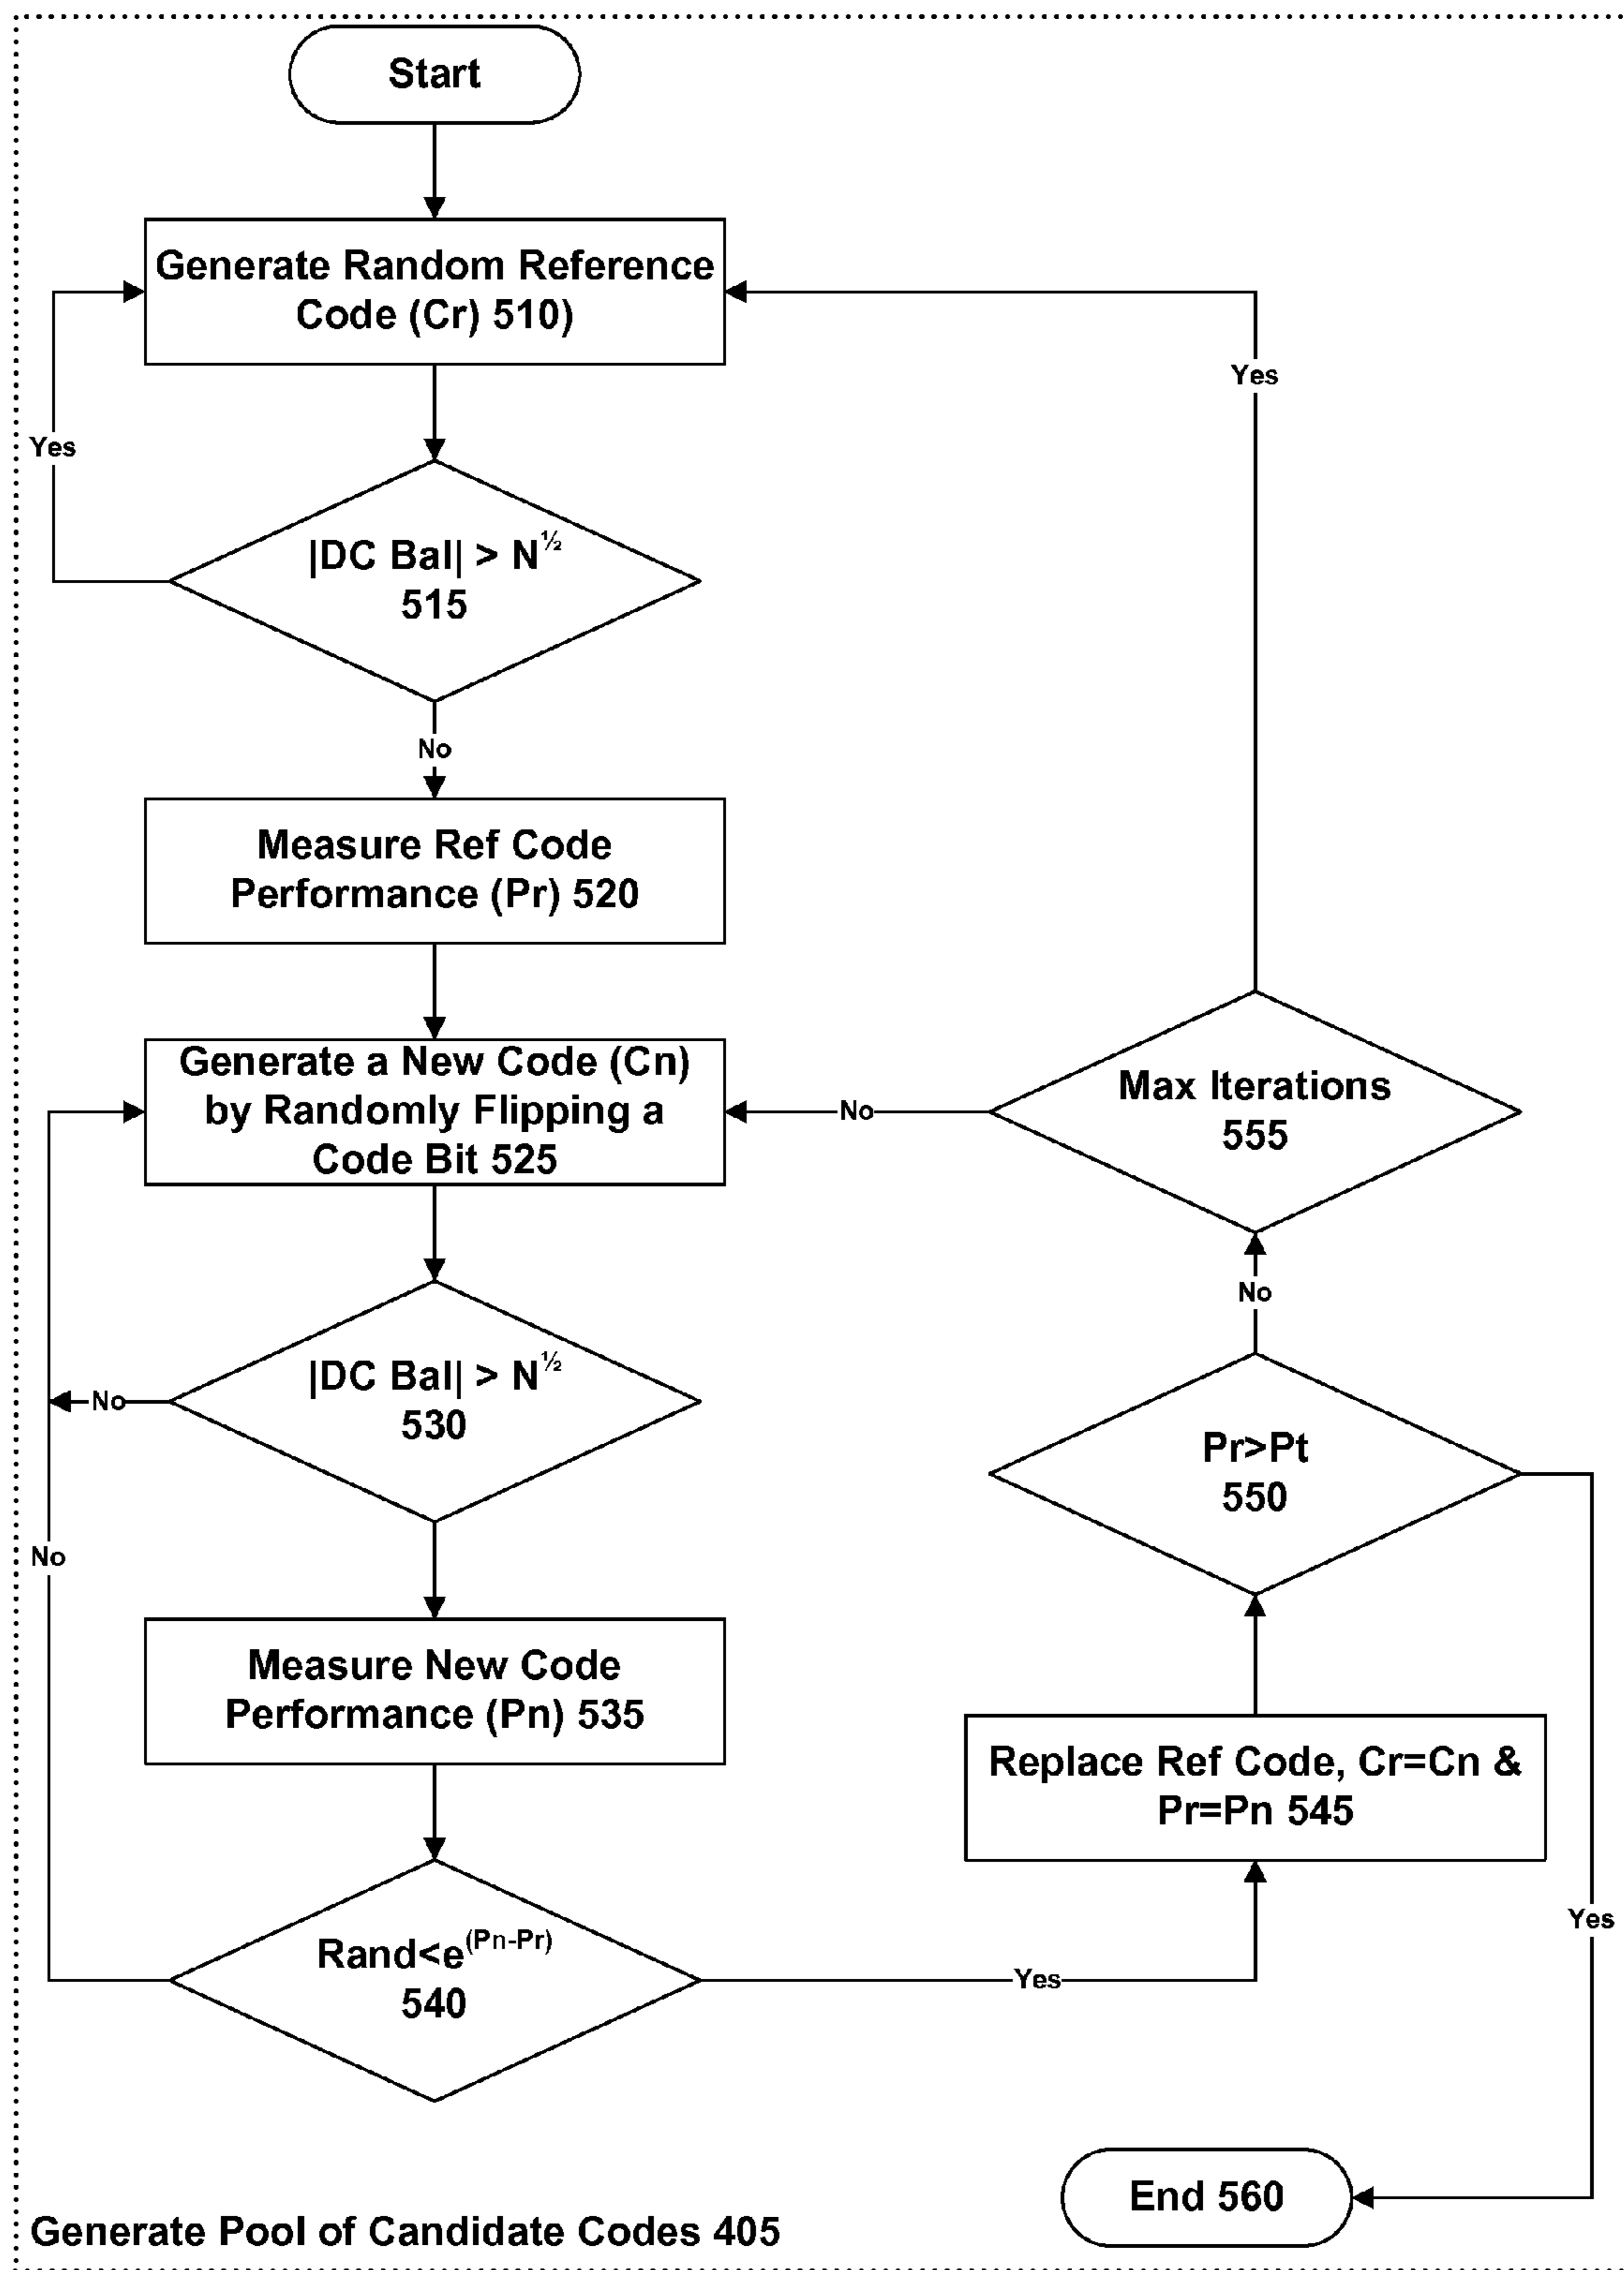 Start
Generate Random Reference
Code (Cr) 510)
Yes
Yes
|DC Bal| > N^½
515
No
Measure Ref Code
Performance (Pr) 520
Generate a New Code (Cn)
by Randomly Flipping a
Code Bit 525
No
Max Iterations
555
No
|DC Bal| > N^½
530
No
Pr>Pt
550
No
Measure New Code
Performance (Pn) 535
Replace Ref Code, Cr=Cn &
Pr=Pn 545
Rand<e^(Pn-Pr)
540
Yes
Yes
End 560
Generate Pool of Candidate Codes 405